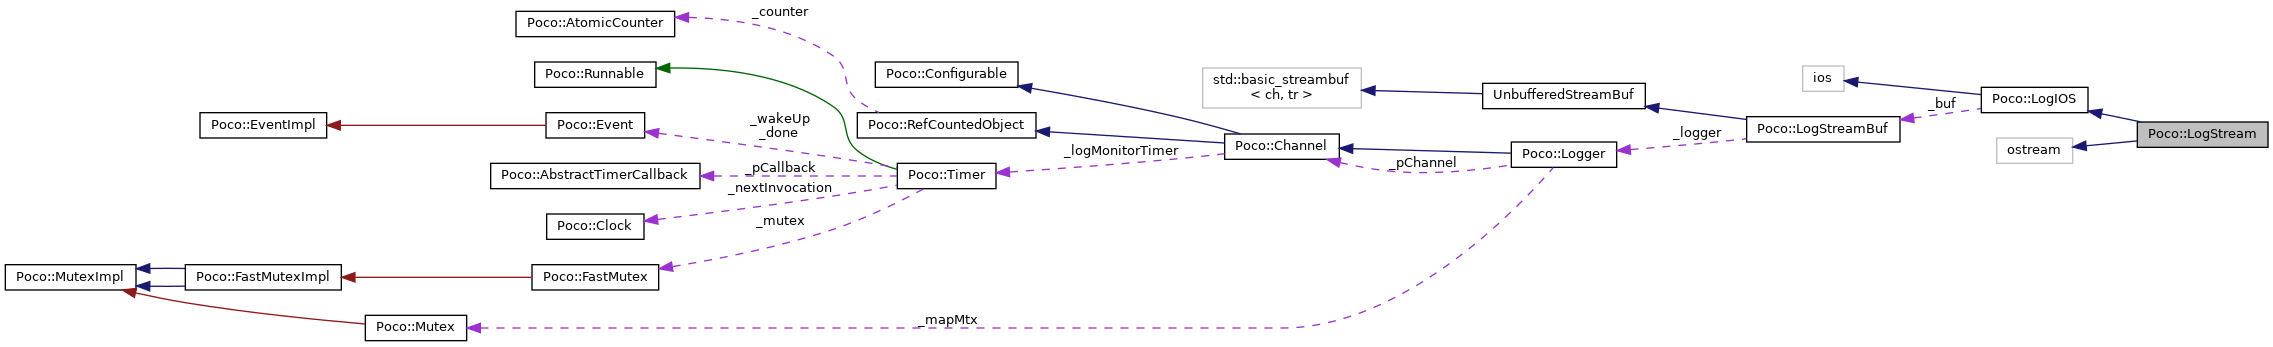 _counter
Poco::AtomicCounter
Poco::Runnable
Poco::Configurable
std::basic_streambuf
< ch, tr >
ios
UnbufferedStreamBuf
Poco::LogIOS
_buf
Poco::EventImpl
Poco::Event
_wakeUp
_done
Poco::RefCountedObject
Poco::LogStreamBuf
_logger
Poco::LogStream
Poco::Channel
ostream
_logMonitorTimer
Poco::Logger
_pChannel
Poco::AbstractTimerCallback
_pCallback
Poco::Timer
_nextInvocation
Poco::Clock
_mutex
Poco::MutexImpl
Poco::FastMutexImpl
Poco::FastMutex
Poco::Mutex
_mapMtx